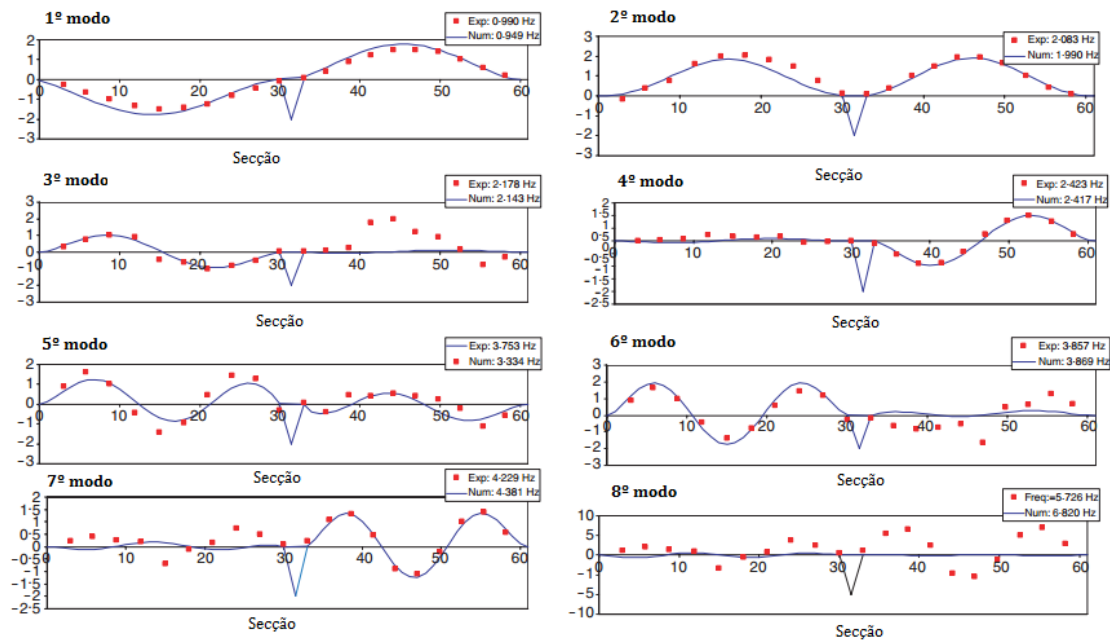 1º modo
Exp: 0·990 Hz
Num: 0·949 Hz
2
1
0
−1
−2
−3
0 10 20 30 40 50 60
Secção
2º modo
Exp: 2·083 Hz
Num: 1·990 Hz
3
2
1
0
−1
−2
−3
0 10 20 30 40 50 60
Secção
3º modo
Exp: 2·178 Hz
Num: 2·143 Hz
3
2
1
0
−1
−2
−3
0 10 20 30 40 50 60
Secção
4º modo
Exp: 2·423 Hz
Num: 2·417 Hz
2
1·5
1
0·5
0
−0·5
−1
−1·5
−2
−2·5
0 10 20 30 40 50 60
Secção
5º modo
Exp: 3·753 Hz
Num: 3·334 Hz
2
1
0
−1
−2
−3
0 10 20 30 40 50 60
Secção
6º modo
Exp: 3·857 Hz
Num: 3·869 Hz
3
2
1
0
−1
−2
−3
0 10 20 30 40 50 60
Secção
7º modo
Exp: 4·229 Hz
Num: 4·381 Hz
2
1·5
1
0·5
0
−0·5
−1
−1·5
−2
−2·5
0 10 20 30 40 50 60
Secção
8º modo
Freq:=5·726 Hz
Num: 6·820 Hz
10
5
0
−5
−10
0 10 20 30 40 50 60
Secção